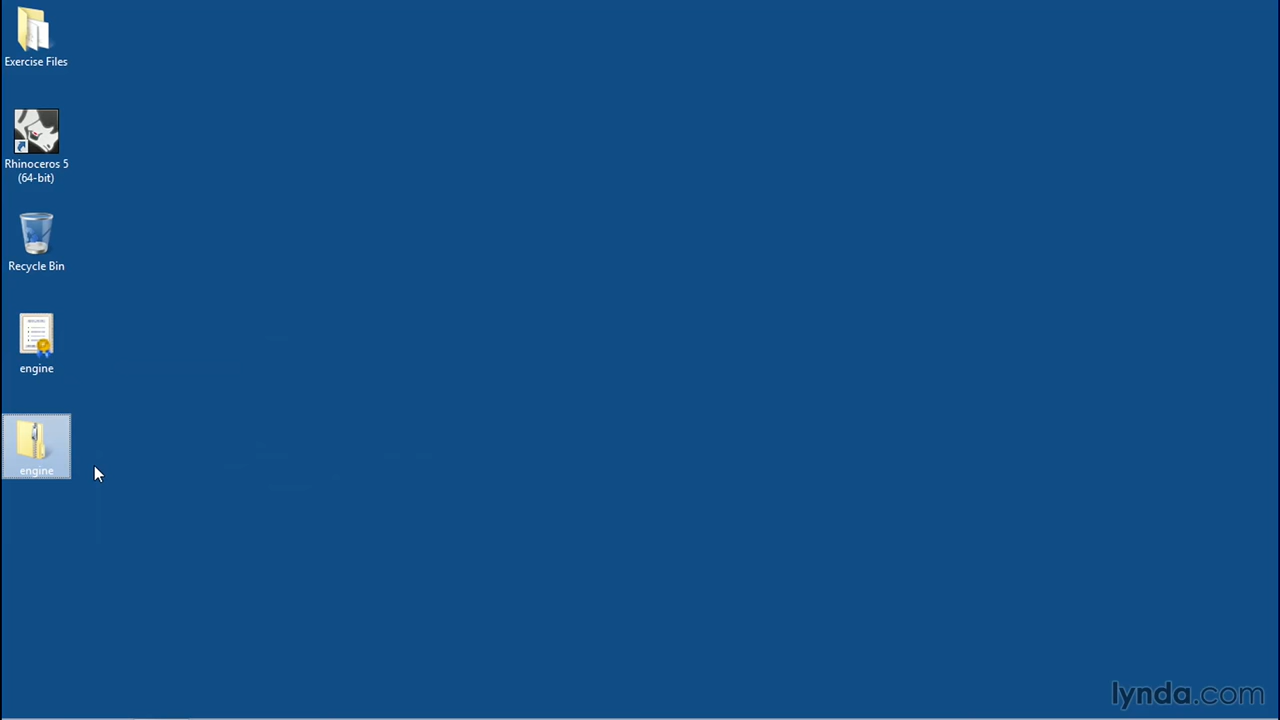 Exercise Files
Rhinoceros 5
(64-bit)
Recycle Bin
engine
engine
lynda.com